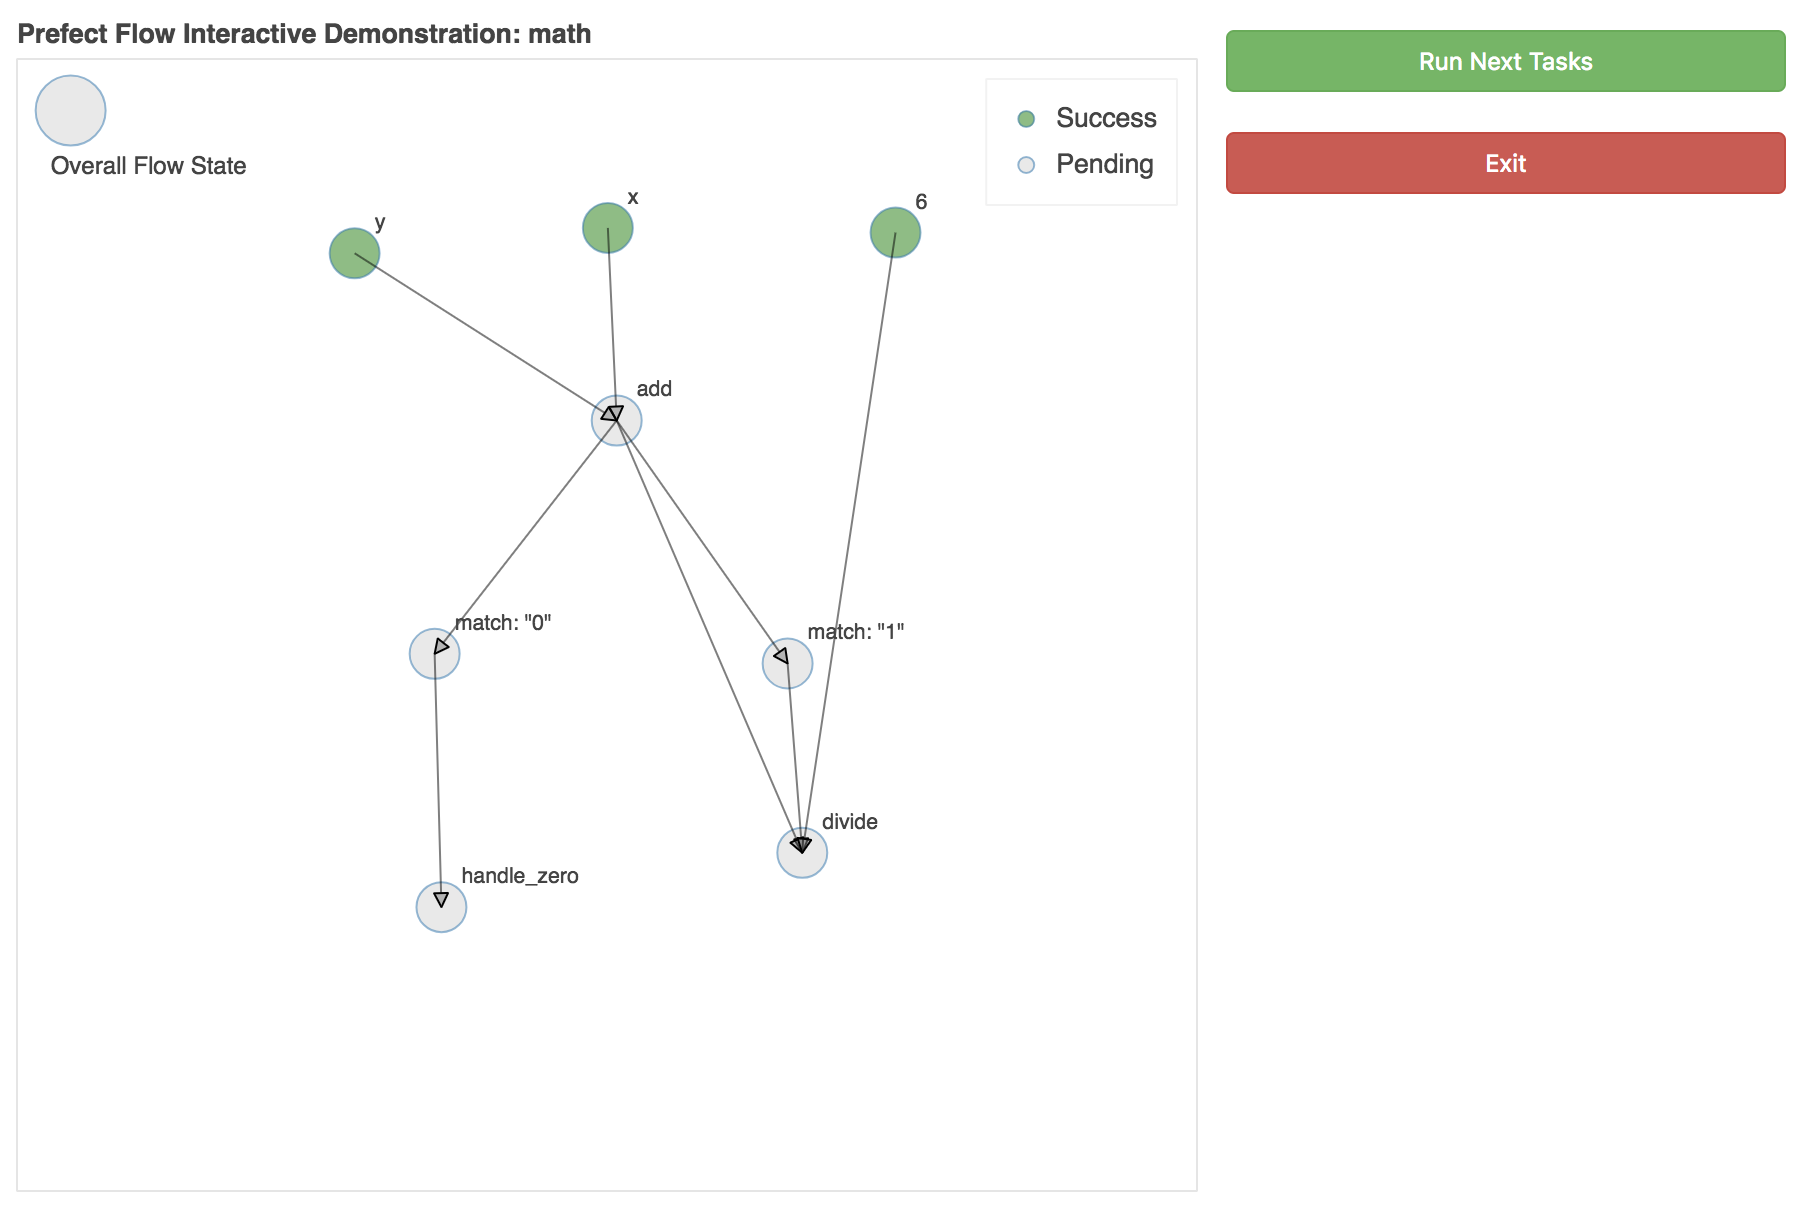 Prefect Flow Interactive Demonstration: math
Run Next Tasks
Exit
Success
Pending
Overall Flow State
y
x
6
add
match: "0"
match: "1"
divide
handle_zero